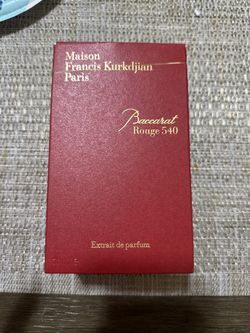 Maison
Francis Kurkdjian
Paris
Baccarat
Rouge 540
Extrait de parfum